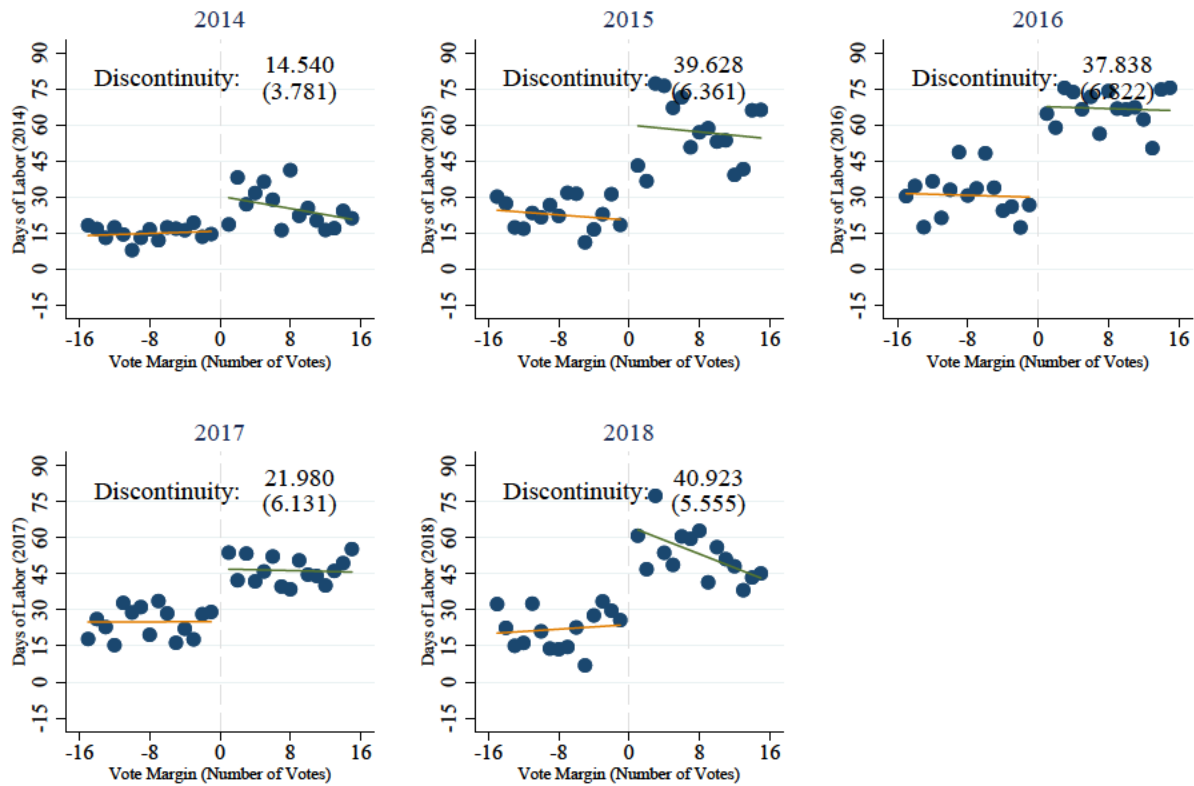 2014
Days of Labor (2014)
90
75
60
45
30
15
0
-15
Discontinuity:
14.540
(3.781)
-16 -8 0 8 16
Vote Margin (Number of Votes)
2015
Days of Labor (2015)
90
75
60
45
30
15
0
-15
Discontinuity:
39.628
(6.361)
-16 -8 0 8 16
Vote Margin (Number of Votes)
2016
Days of Labor (2016)
90
75
60
45
30
15
0
-15
Discontinuity:
37.838
(6.822)
-16 -8 0 8 16
Vote Margin (Number of Votes)
2017
Days of Labor (2017)
90
75
60
45
30
15
0
-15
Discontinuity:
21.980
(6.131)
-16 -8 0 8 16
Vote Margin (Number of Votes)
2018
Days of Labor (2018)
90
75
60
45
30
15
0
-15
Discontinuity:
40.923
(5.555)
-16 -8 0 8 16
Vote Margin (Number of Votes)